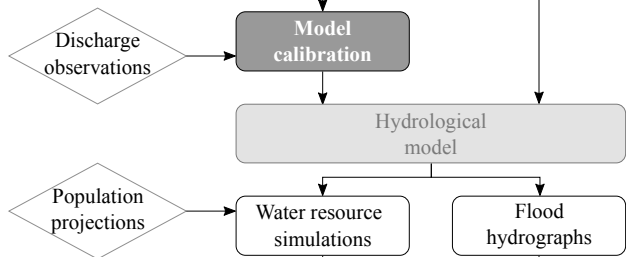 Discharge
observations
Model
calibration
Hydrological
model
Population
projections
Water resource
simulations
Flood
hydrographs